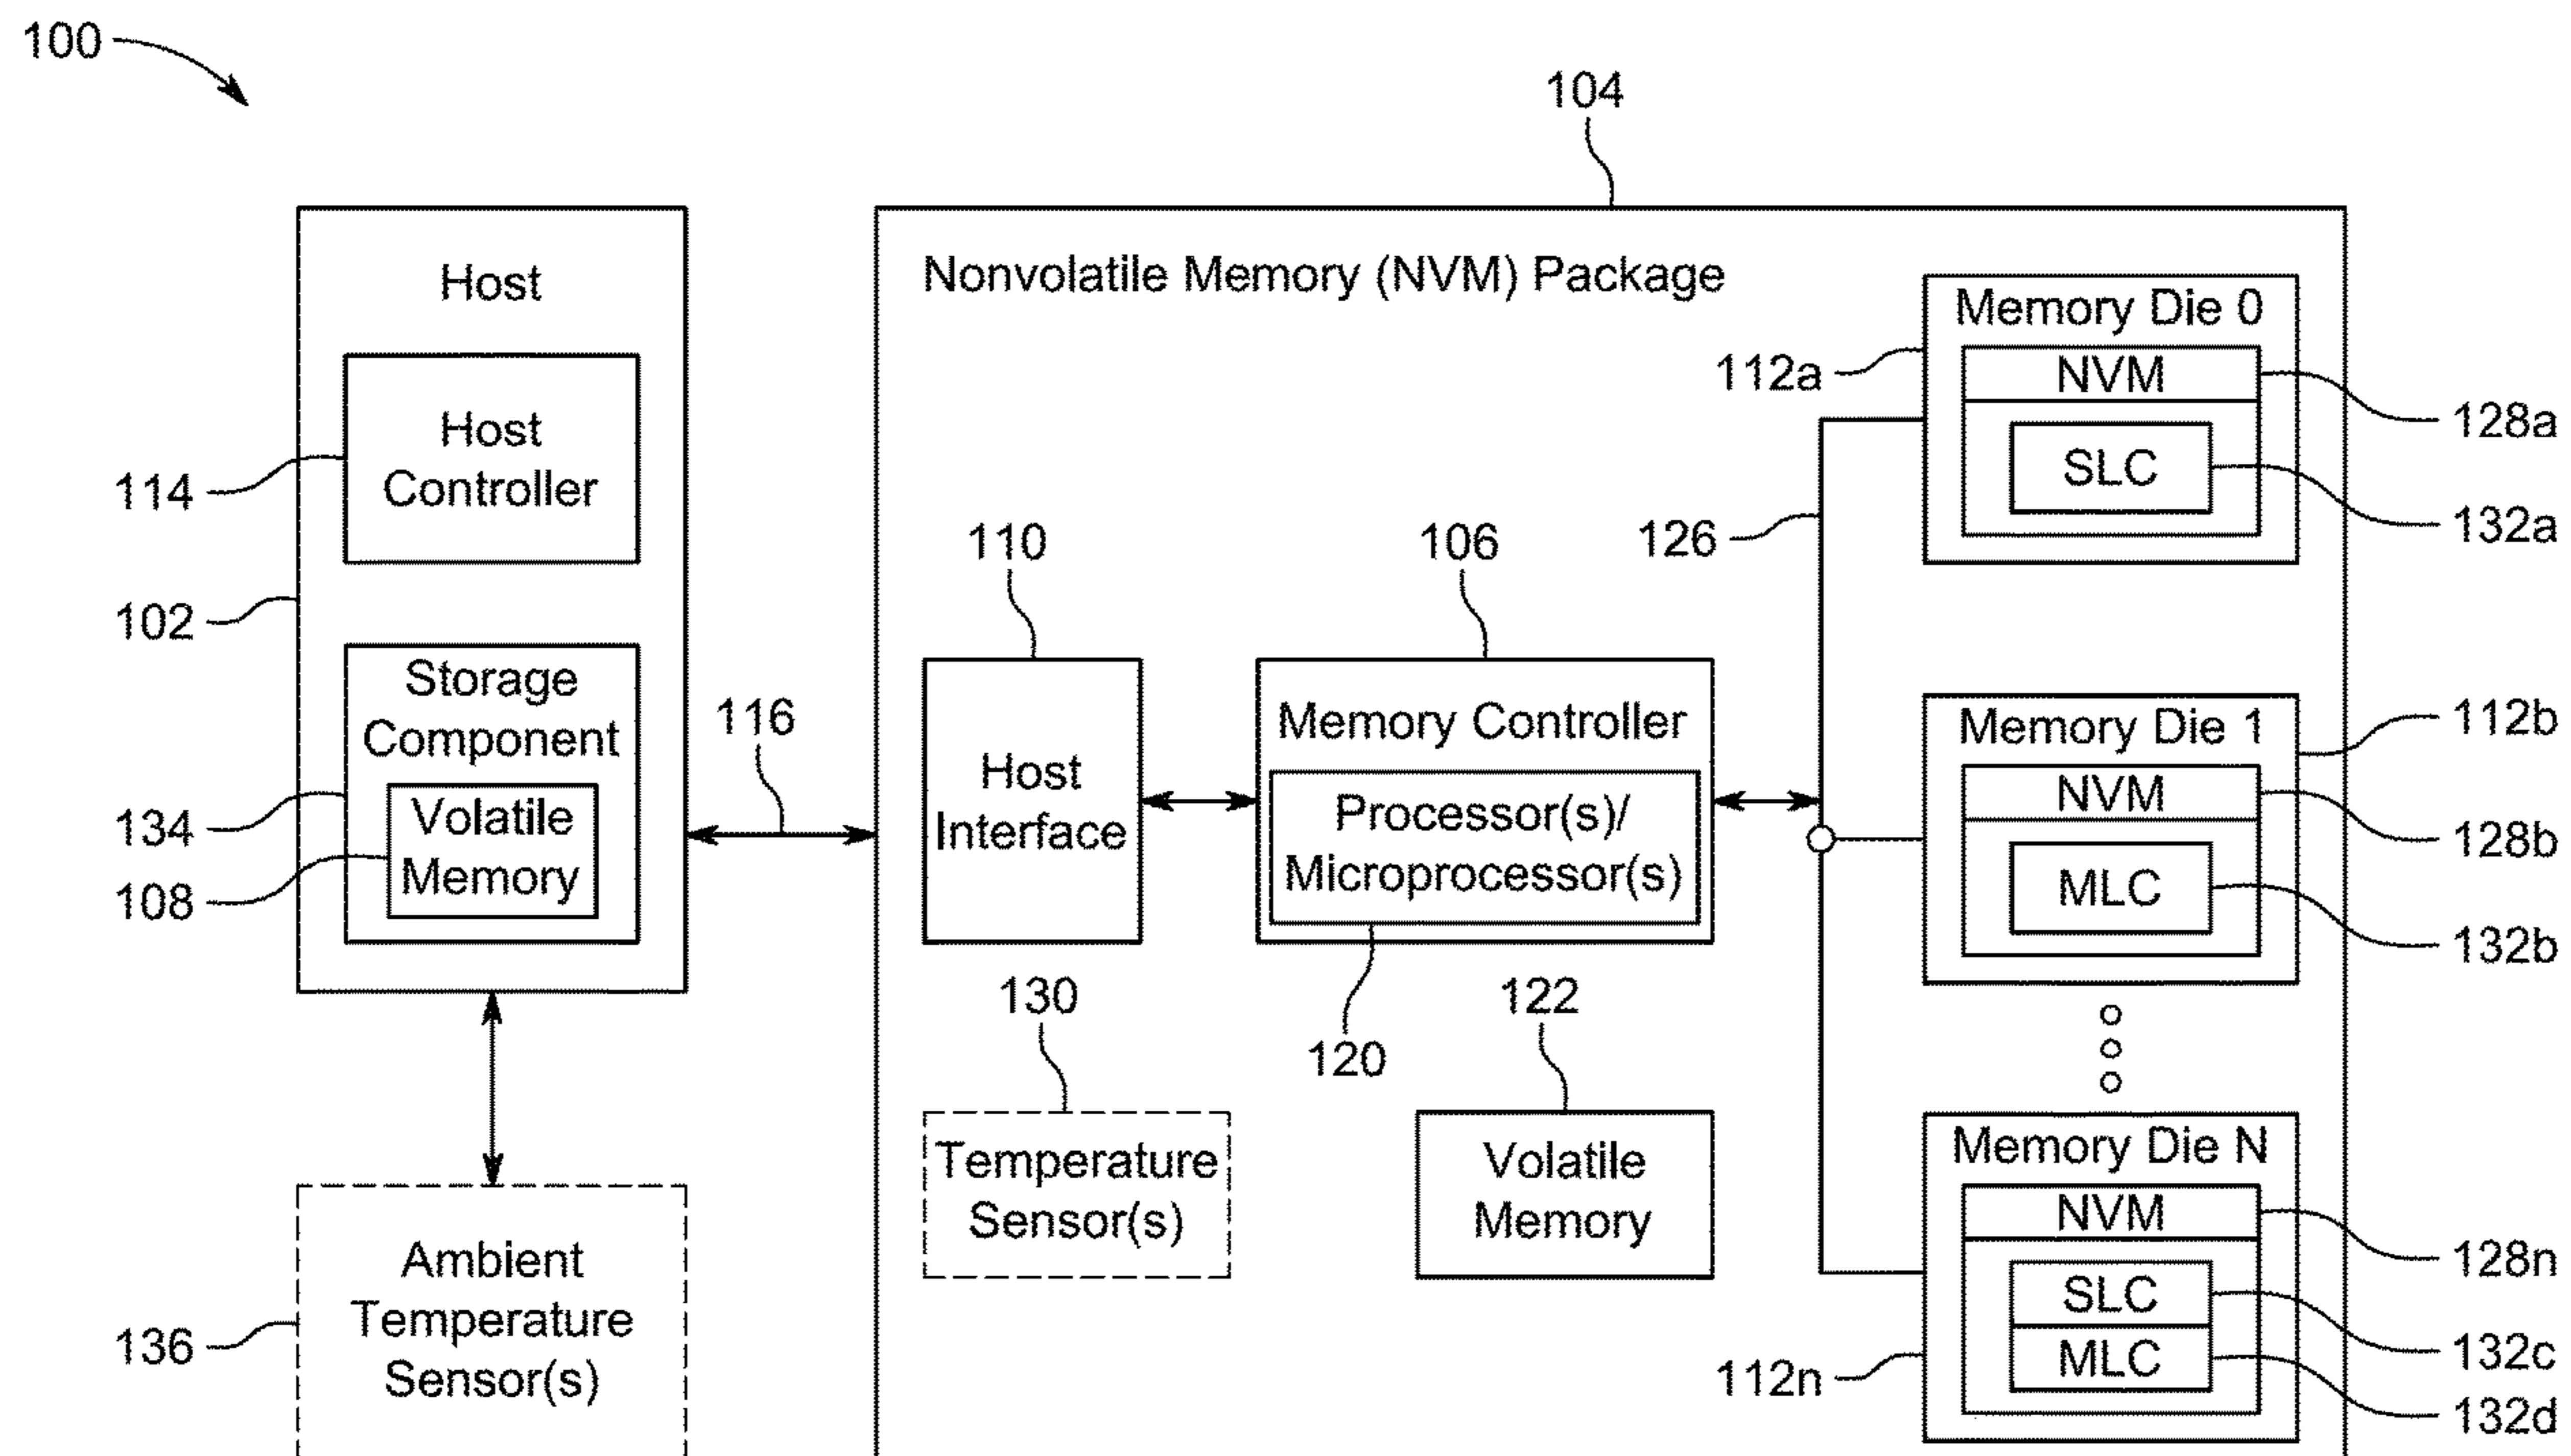 100
104
Host
Host
Controller
114
102
Storage
Component
Volatile
Memory
134
108
116
Ambient
Temperature
Sensor(s)
136
Nonvolatile Memory (NVM) Package
110
Host
Interface
106
Memory Controller
Processor(s)/
Microprocessor(s)
120
130
Temperature
Sensor(s)
122
Volatile
Memory
126
Memory Die 0
NVM
SLC
112a
128a
132a
Memory Die 1
NVM
MLC
112b
128b
132b
Memory Die N
NVM
SLC
MLC
112n
128n
132c
132d